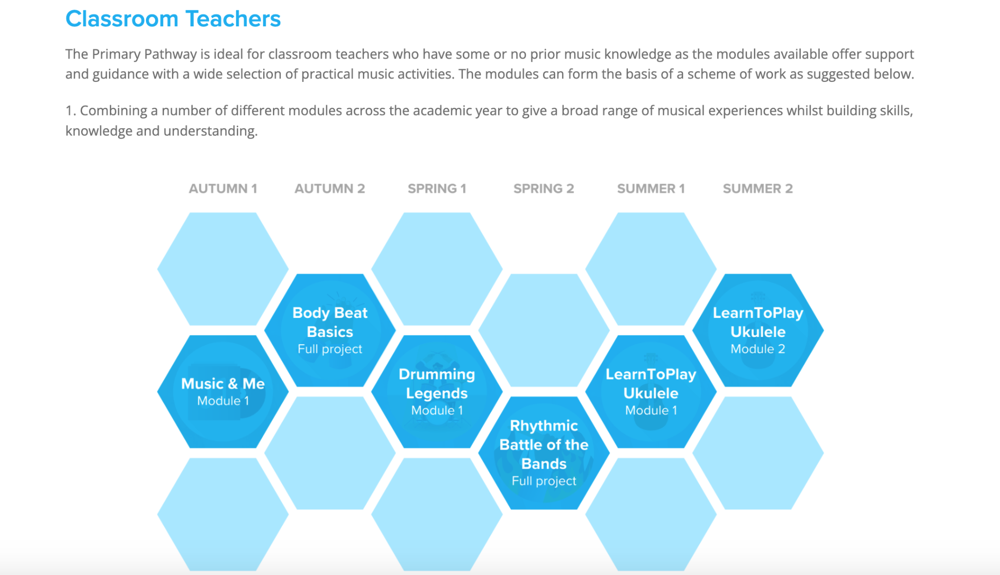 Classroom Teachers
The Primary Pathway is ideal for classroom teachers who have some or no prior music knowledge as the modules available offer support
and guidance with a wide selection of practical music activities. The modules can form the basis of a scheme of work as suggested below.
1. Combining a number of different modules across the academic year to give a broad range of musical experiences whilst building skills,
knowledge and understanding.
AUTUMN 1
AUTUMN 2
SPRING 1
SPRING 2
SUMMER 1
SUMMER 2
Music & Me
Module 1
Body Beat
Basics
Full project
Drumming
Legends
Module 1
Rhythmic
Battle of the
Bands
Full project
LearnToPlay
Ukulele
Module 1
LearnToPlay
Ukulele
Module 2